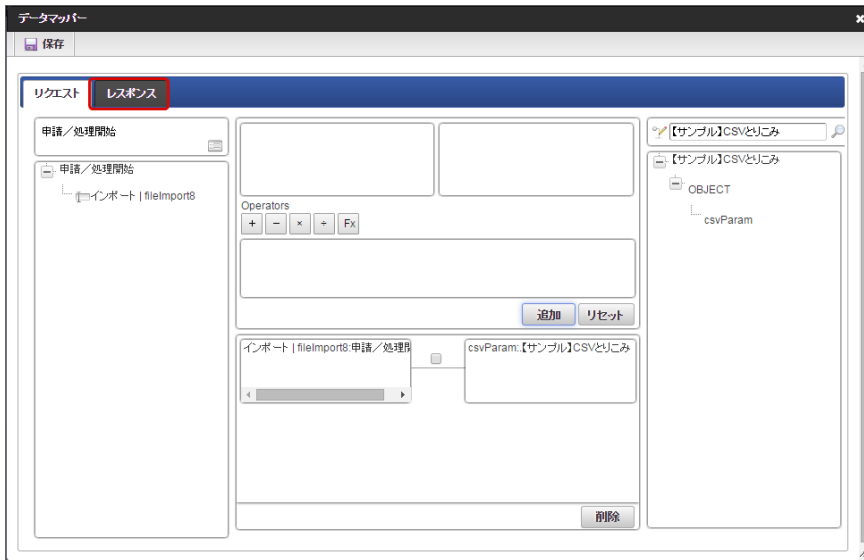 データマッパー
保存
リクエスト レスポンス
申請／処理開始
申請／処理開始
インポート | fileImport8
Operators
+ − × ÷ Fx
追加 リセット
インポート | fileImport8:申請／処理開
csvParam:【サンプル】CSVとりこみ
削除
【サンプル】CSVとりこみ
【サンプル】CSVとりこみ
OBJECT
csvParam